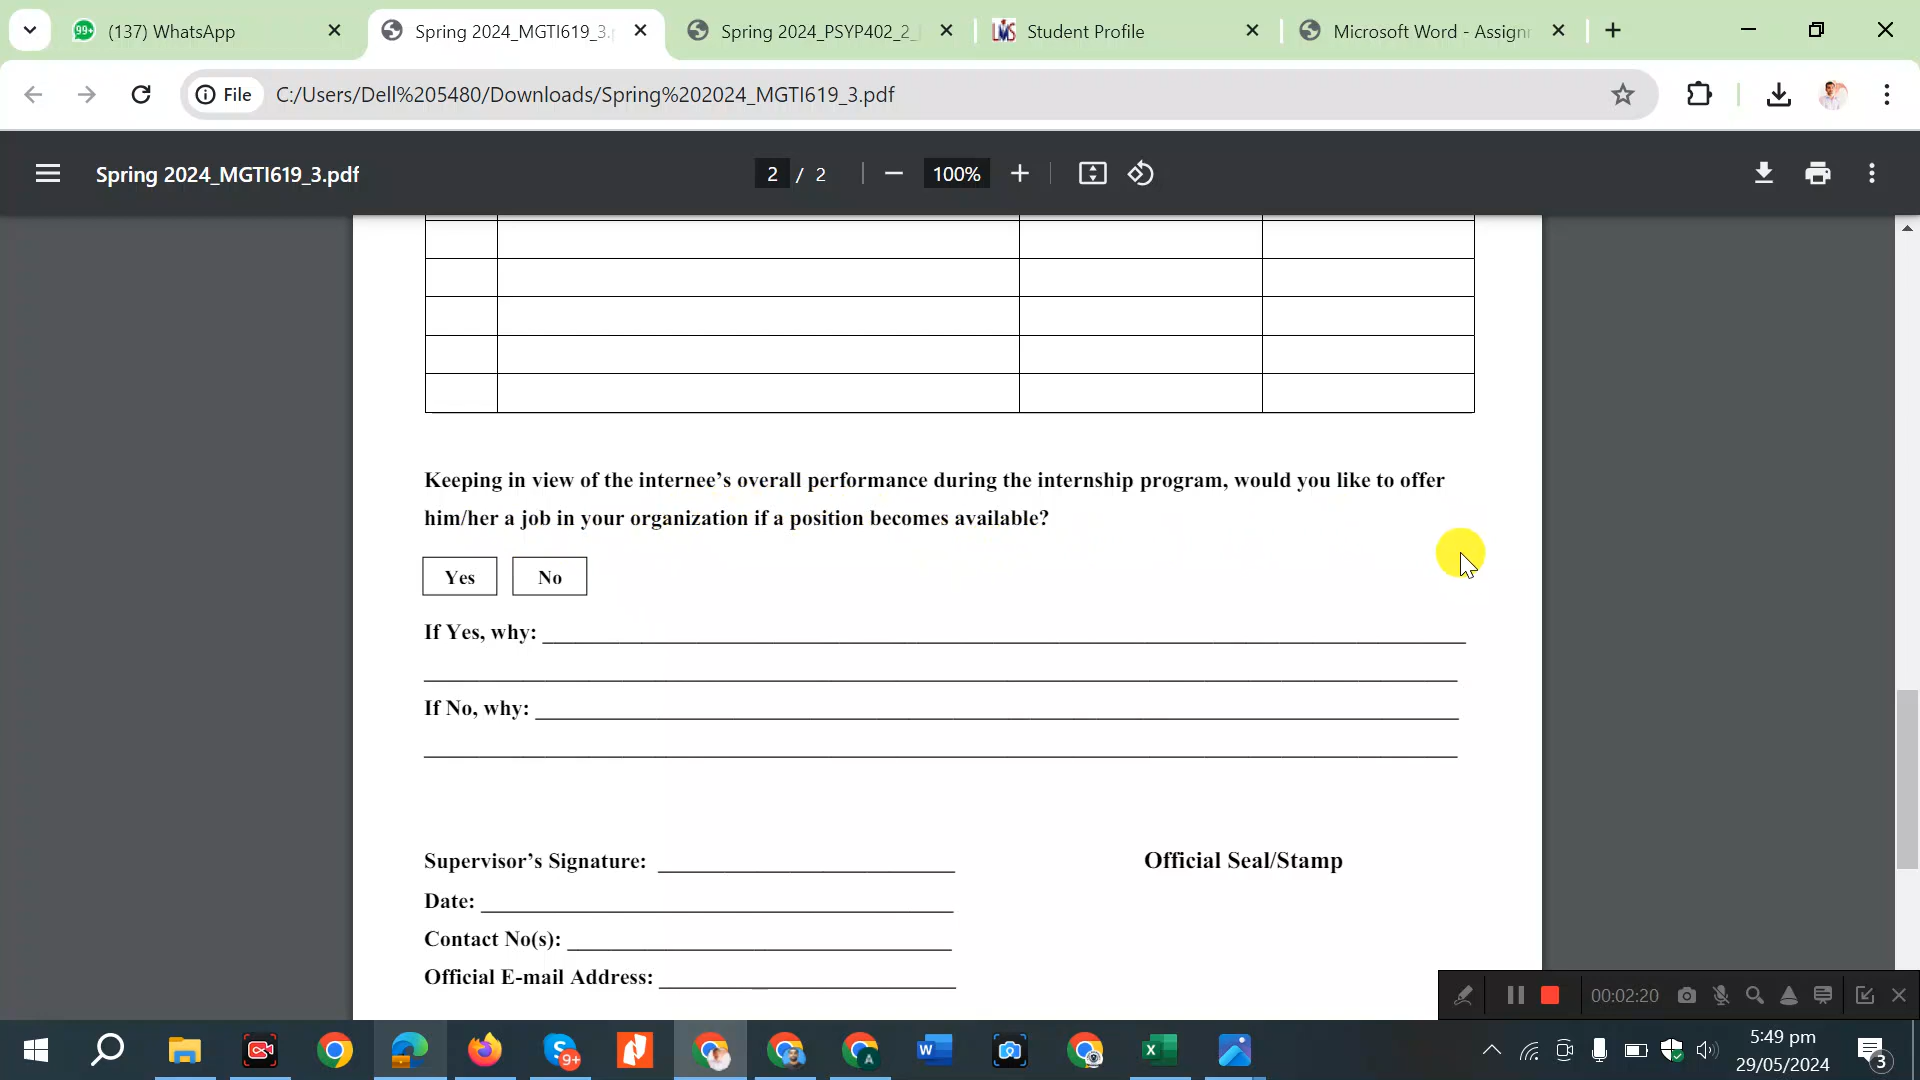 (137) WhatsApp
Spring 2024_MGTI619_3.p
Spring 2024_PSYP402_2_
Student Profile
Microsoft Word - Assign
File
C:/Users/Dell%205480/Downloads/Spring%202024_MGTI619_3.pdf
Spring 2024_MGTI619_3.pdf
2 / 2
100%
Keeping in view of the internee’s overall performance during the internship program, would you like to offer
him/her a job in your organization if a position becomes available?
Yes No
If Yes, why:
If No, why:
Supervisor’s Signature:
Official Seal/Stamp
Date:
Contact No(s):
Official E-mail Address:
00:02:20
5:49 pm
29/05/2024